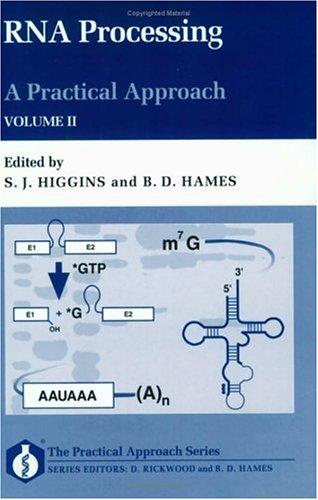 RNA Processing
A Practical Approach
VOLUME II
Edited by
S. J. HIGGINS and B. D. HAMES
E1 E2
m7G
*GTP
3'
5'
E1 + *G E2
OH
AAUAAA (A)n
®
The Practical Approach Series
SERIES EDITORS: D. RICKWOOD and B. D. HAMES